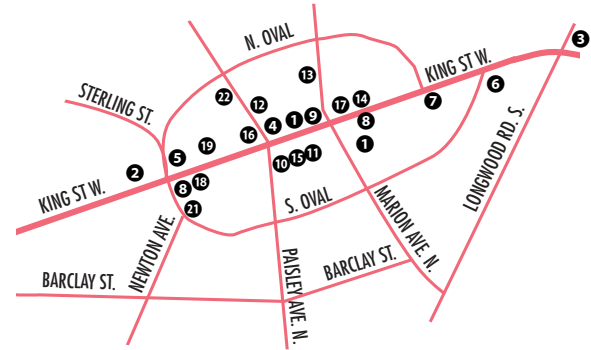 N. OVAL
3
KING ST W.
13
6
STERLING ST.
22
12
17
14
7
4
1
9
8
16
19
1
5
10
15
11
2
8
18
LONGWOOD RD. S.
KING ST W.
21
S. OVAL
MARION AVE. N.
NEWTON AVE.
BARCLAY ST.
PAISLEY AVE. N.
BARCLAY ST.